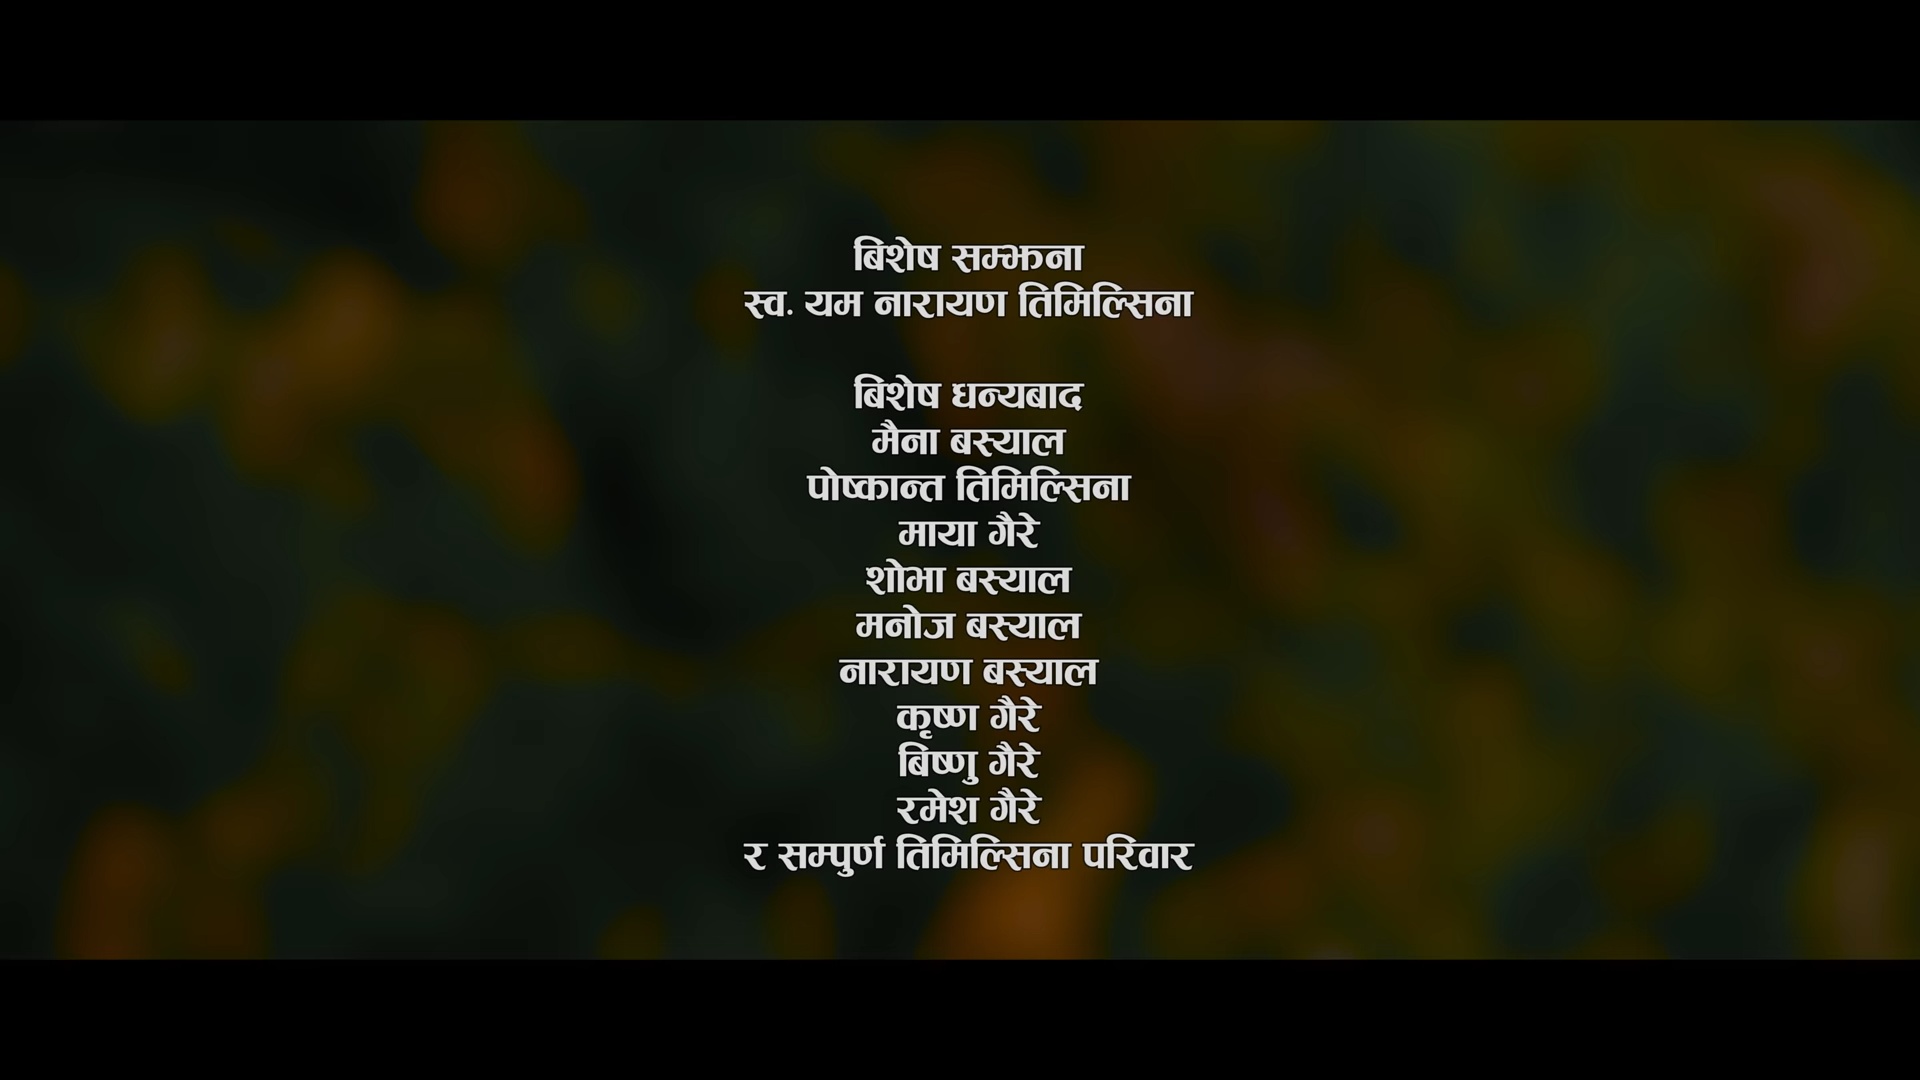 बिशेष सम्झना
स्व. यम नारायण तिमिल्सिना
बिशेष धन्यबाद
मैना बस्याल
पोष्कान्त तिमिल्सिना
माया गैरे
शोभा बस्याल
मनोज बस्याल
नारायण बस्याल
कृष्ण गैरे
बिष्णु गैरे
रमेश गैरे
र सम्पुर्ण तिमिल्सिना परिवार